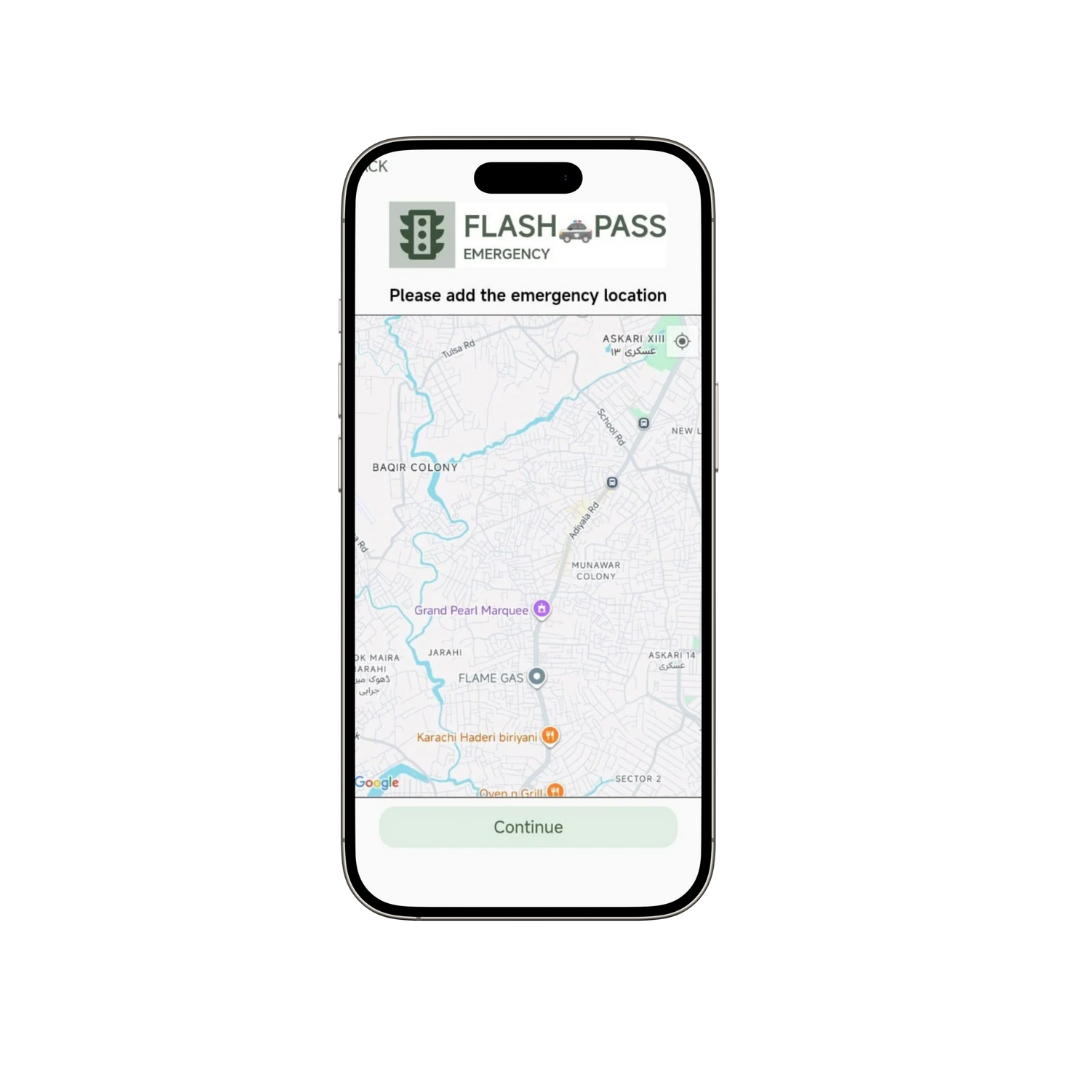 CK
FLASH PASS
EMERGENCY
Please add the emergency location
ASKARI XIII
عسکری ۱۳
Tulsa Rd
School Rd
NEW L
BAQIR COLONY
Adiyala Rd
a Rd
MUNAWAR
COLONY
Grand Pearl Marquee
JARAHI
OK MAIRA
JARAHI
ڈھوک میرا
جراہی
ASKARI 14
عسکری
FLAME GAS
Karachi Haderi biriyani
SECTOR 2
Google
Oven n Grill
Continue